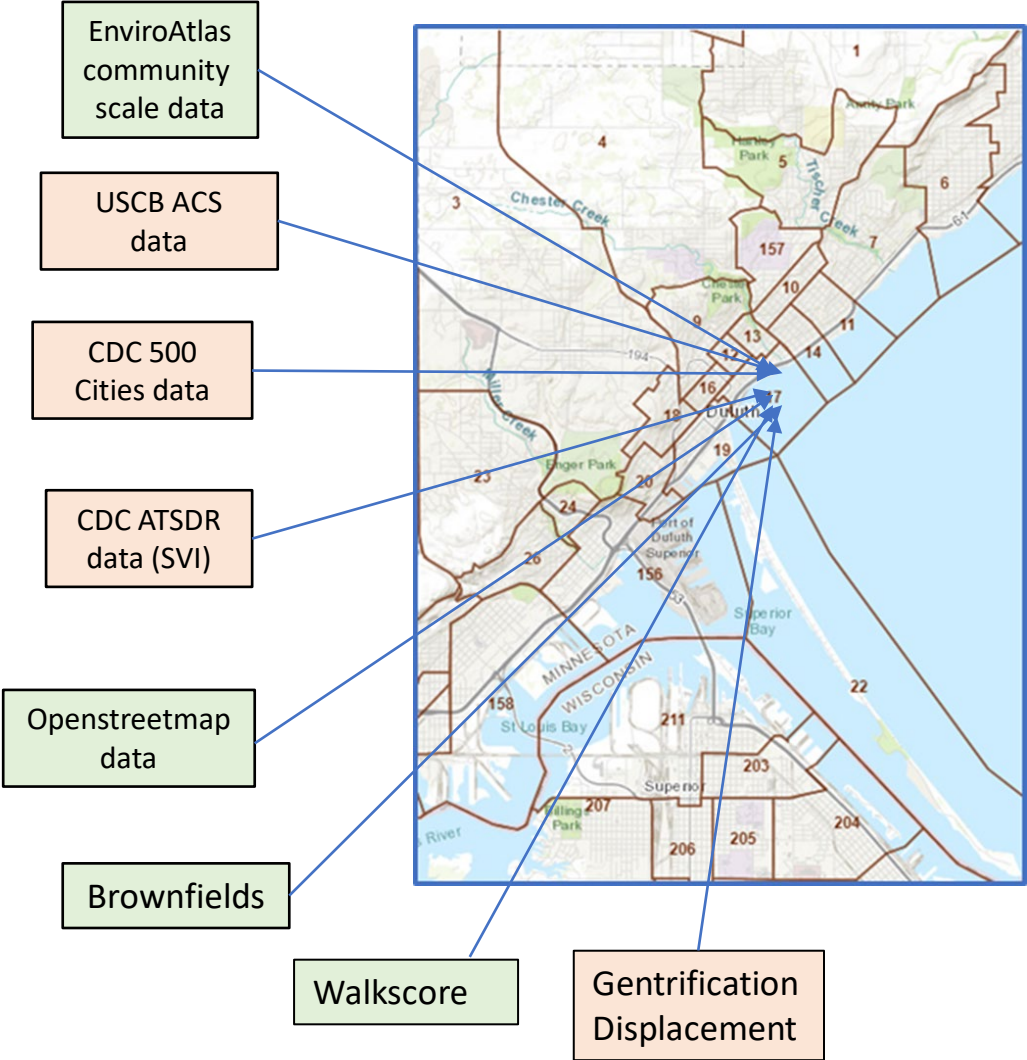 EnviroAtlas
community
scale data
USCB ACS
data
CDC 500
Cities data
CDC ATSDR
data (SVI)
Openstreetmap
data
Brownfields
Walkscore
Gentrification
Displacement
1
Park
4
Hartley
Park
5
Tischer Creek
6
3
Chester Creek
61
7
157
10
Chester
Park
9
13
11
12
14
194
16
Miller Creek
18
Duluth
19
Enger Park
23
20
24
Port of
Duluth
Superior
26
156
53
Superior
Bay
MINNESOTA
WISCONSIN
22
158
St Louis Bay
211
2
203
Superior
207
Billings
Park
204
River
205
206